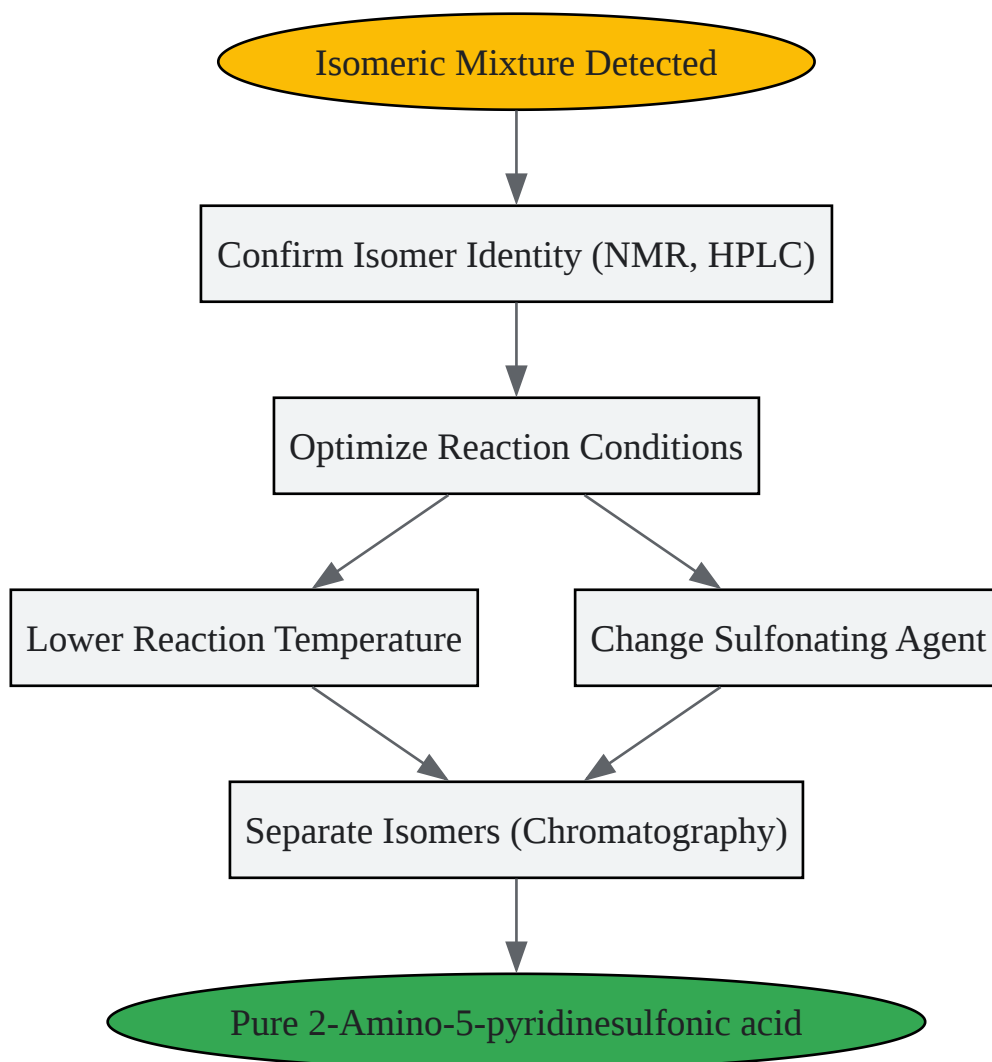 Isomeric Mixture Detected
Confirm Isomer Identity (NMR, HPLC)
Optimize Reaction Conditions
Lower Reaction Temperature
Change Sulfonating Agent
Separate Isomers (Chromatography)
Pure 2-Amino-5-pyridinesulfonic acid